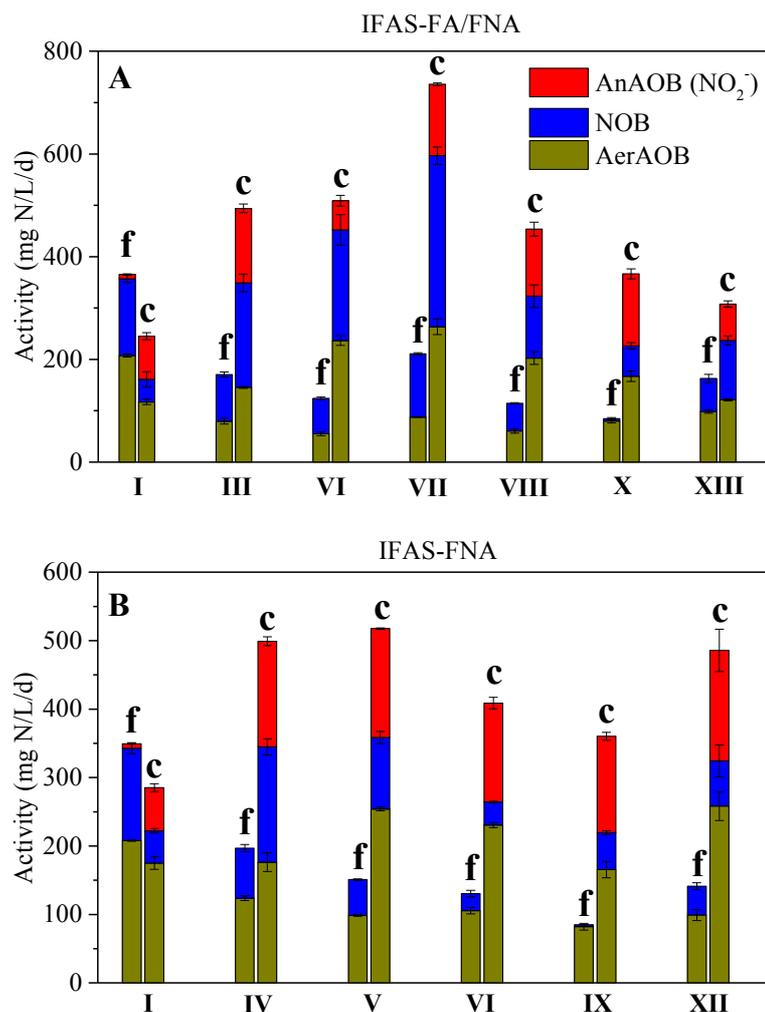 IFAS-FA/FNA
A
AnAOB (NO₂⁻)
NOB
AerAOB
Activity (mg N/L/d)
800
600
400
200
0
f c
f c
f c
f c
f c
f c
f c
I III VI VII VIII X XIII
IFAS-FNA
B
Activity (mg N/L/d)
600
500
400
300
200
100
0
f c
f c
f c
f c
f c
f c
I IV V VI IX XII